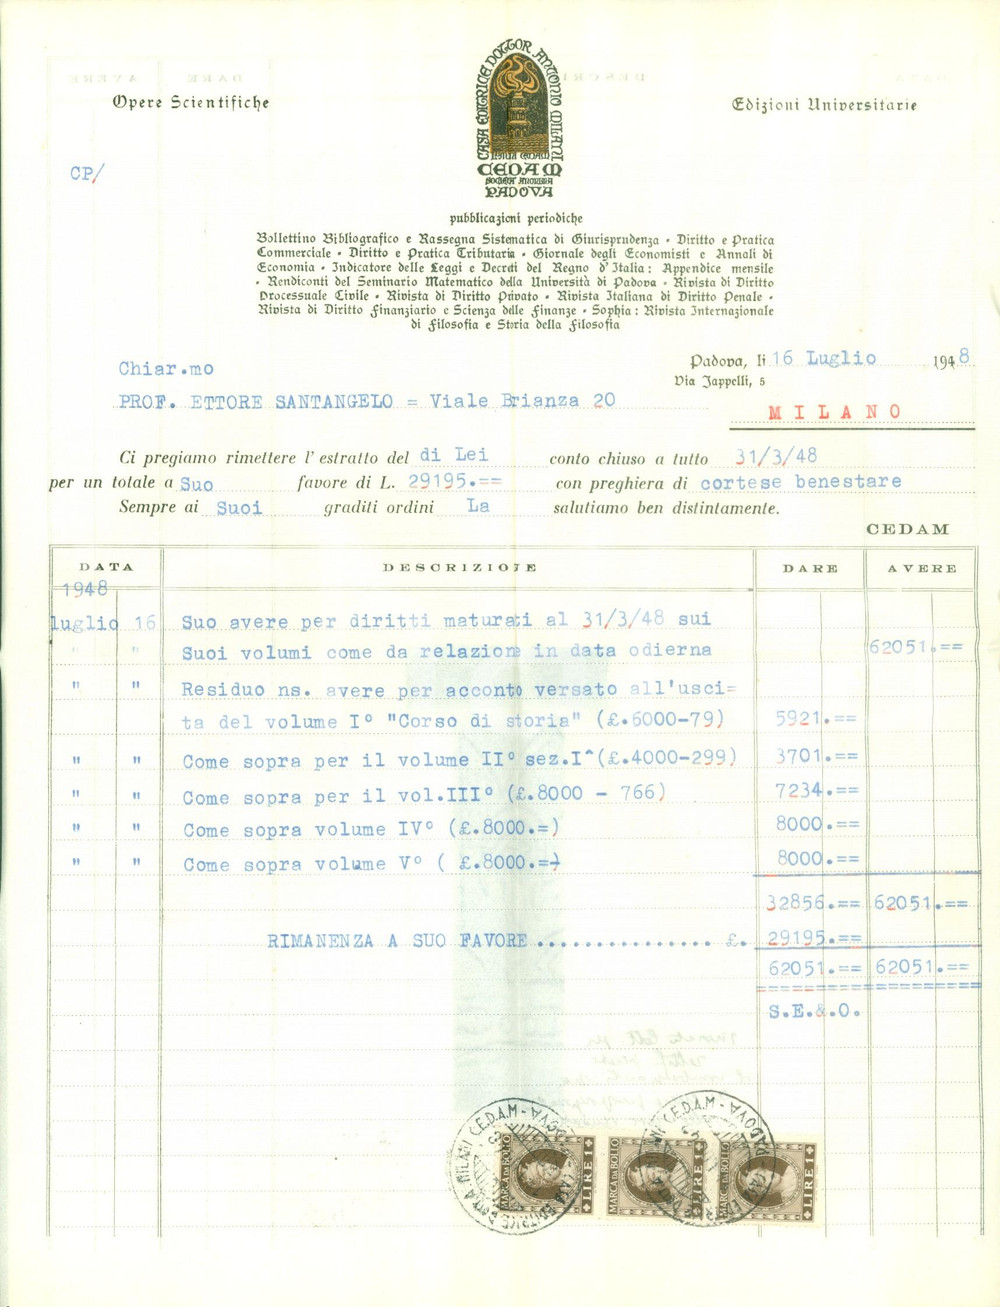 Opere Scientifiche
CASA EDITRICE DOTTOR ANTONIO MILANI
CEDAM
SOCIETÀ ANONIMA
PADOVA
Edizioni Universitarie
CP/
pubblicazioni periodiche
Bollettino Bibliografico e Rassegna Sistematica di Giurisprudenza • Diritto e Pratica
Commerciale • Diritto e Pratica Tributaria • Giornale degli Economisti e Annali di
Economia • Indicatore delle Leggi e Decreti del Regno d'Italia: Appendice mensile
• Rendiconti del Seminario Matematico della Università di Padova • Rivista di Diritto
Processuale Civile • Rivista di Diritto Privato • Rivista Italiana di Diritto Penale •
Rivista di Diritto Finanziario e Scienza delle Finanze • Sophia: Rivista Internazionale
di Filosofia e Storia della Filosofia
Padova, li 16 Luglio 1948
Via Jappelli, 5
Chiar.mo
PROF. ETTORE SANTANGELO = Viale Brianza 20
MILANO
Ci pregiamo rimettere l'estratto del di Lei conto chiuso a tutto 31/3/48
per un totale a Suo favore di L. 29195.== con preghiera di cortese benestare
Sempre ai Suoi graditi ordini La salutiamo ben distintamente.
CEDAM
DATA DESCRIZIONE DARE AVERE
1948
luglio 16 Suo avere per diritti maturati al 31/3/48 sui
" " Suoi volumi come da relazione in data odierna 62051.==
" " Residuo ns. avere per acconto versato all'usci=
ta del volume I° "Corso di storia" (£.6000-79) 5921.==
" " Come sopra per il volume II° sez.I^(£.4000-299) 3701.==
" " Come sopra per il vol.III° (£.8000 - 766) 7234.==
" " Come sopra volume IV° (£.8000.=) 8000.==
" " Come sopra volume V° ( £.8000.=) 8000.==
32856.== 62051.==
RIMANENZA A SUO FAVORE ............... £. 29195.==
62051.== 62051.==
S.E.&.O.
MARCA DA BOLLO LIRE 1
MARCA DA BOLLO LIRE 1
MARCA DA BOLLO LIRE 1
C.E.D.A.M - PADOVA
C.E.D.A.M - PADOVA